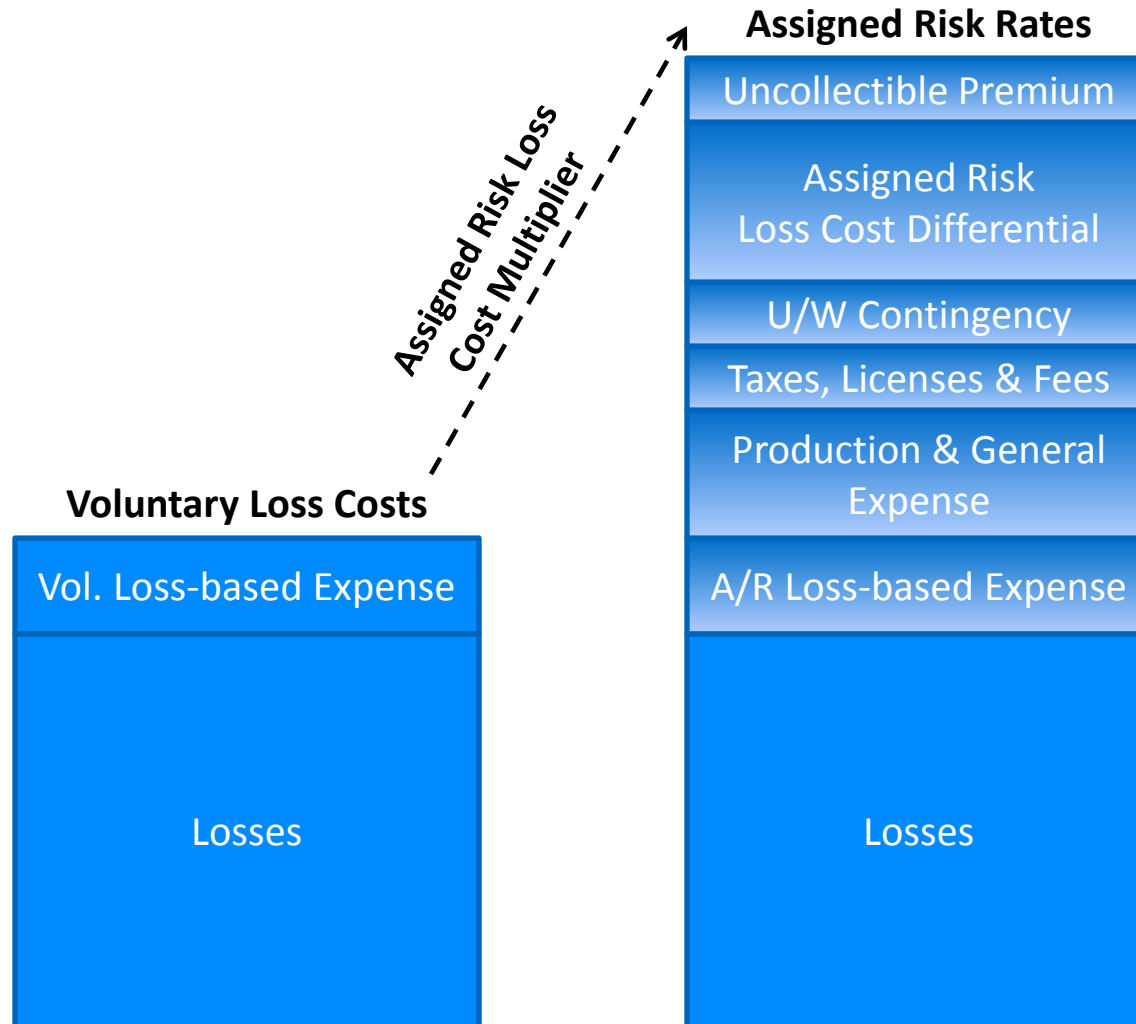 Assigned Risk Rates
Uncollectible Premium
Assigned Risk
Loss Cost Differential
U/W Contingency
Taxes, Licenses & Fees
Production & General
Expense
A/R Loss-based Expense
Losses
Assigned Risk Loss
Cost Multiplier
Voluntary Loss Costs
Vol. Loss-based Expense
Losses